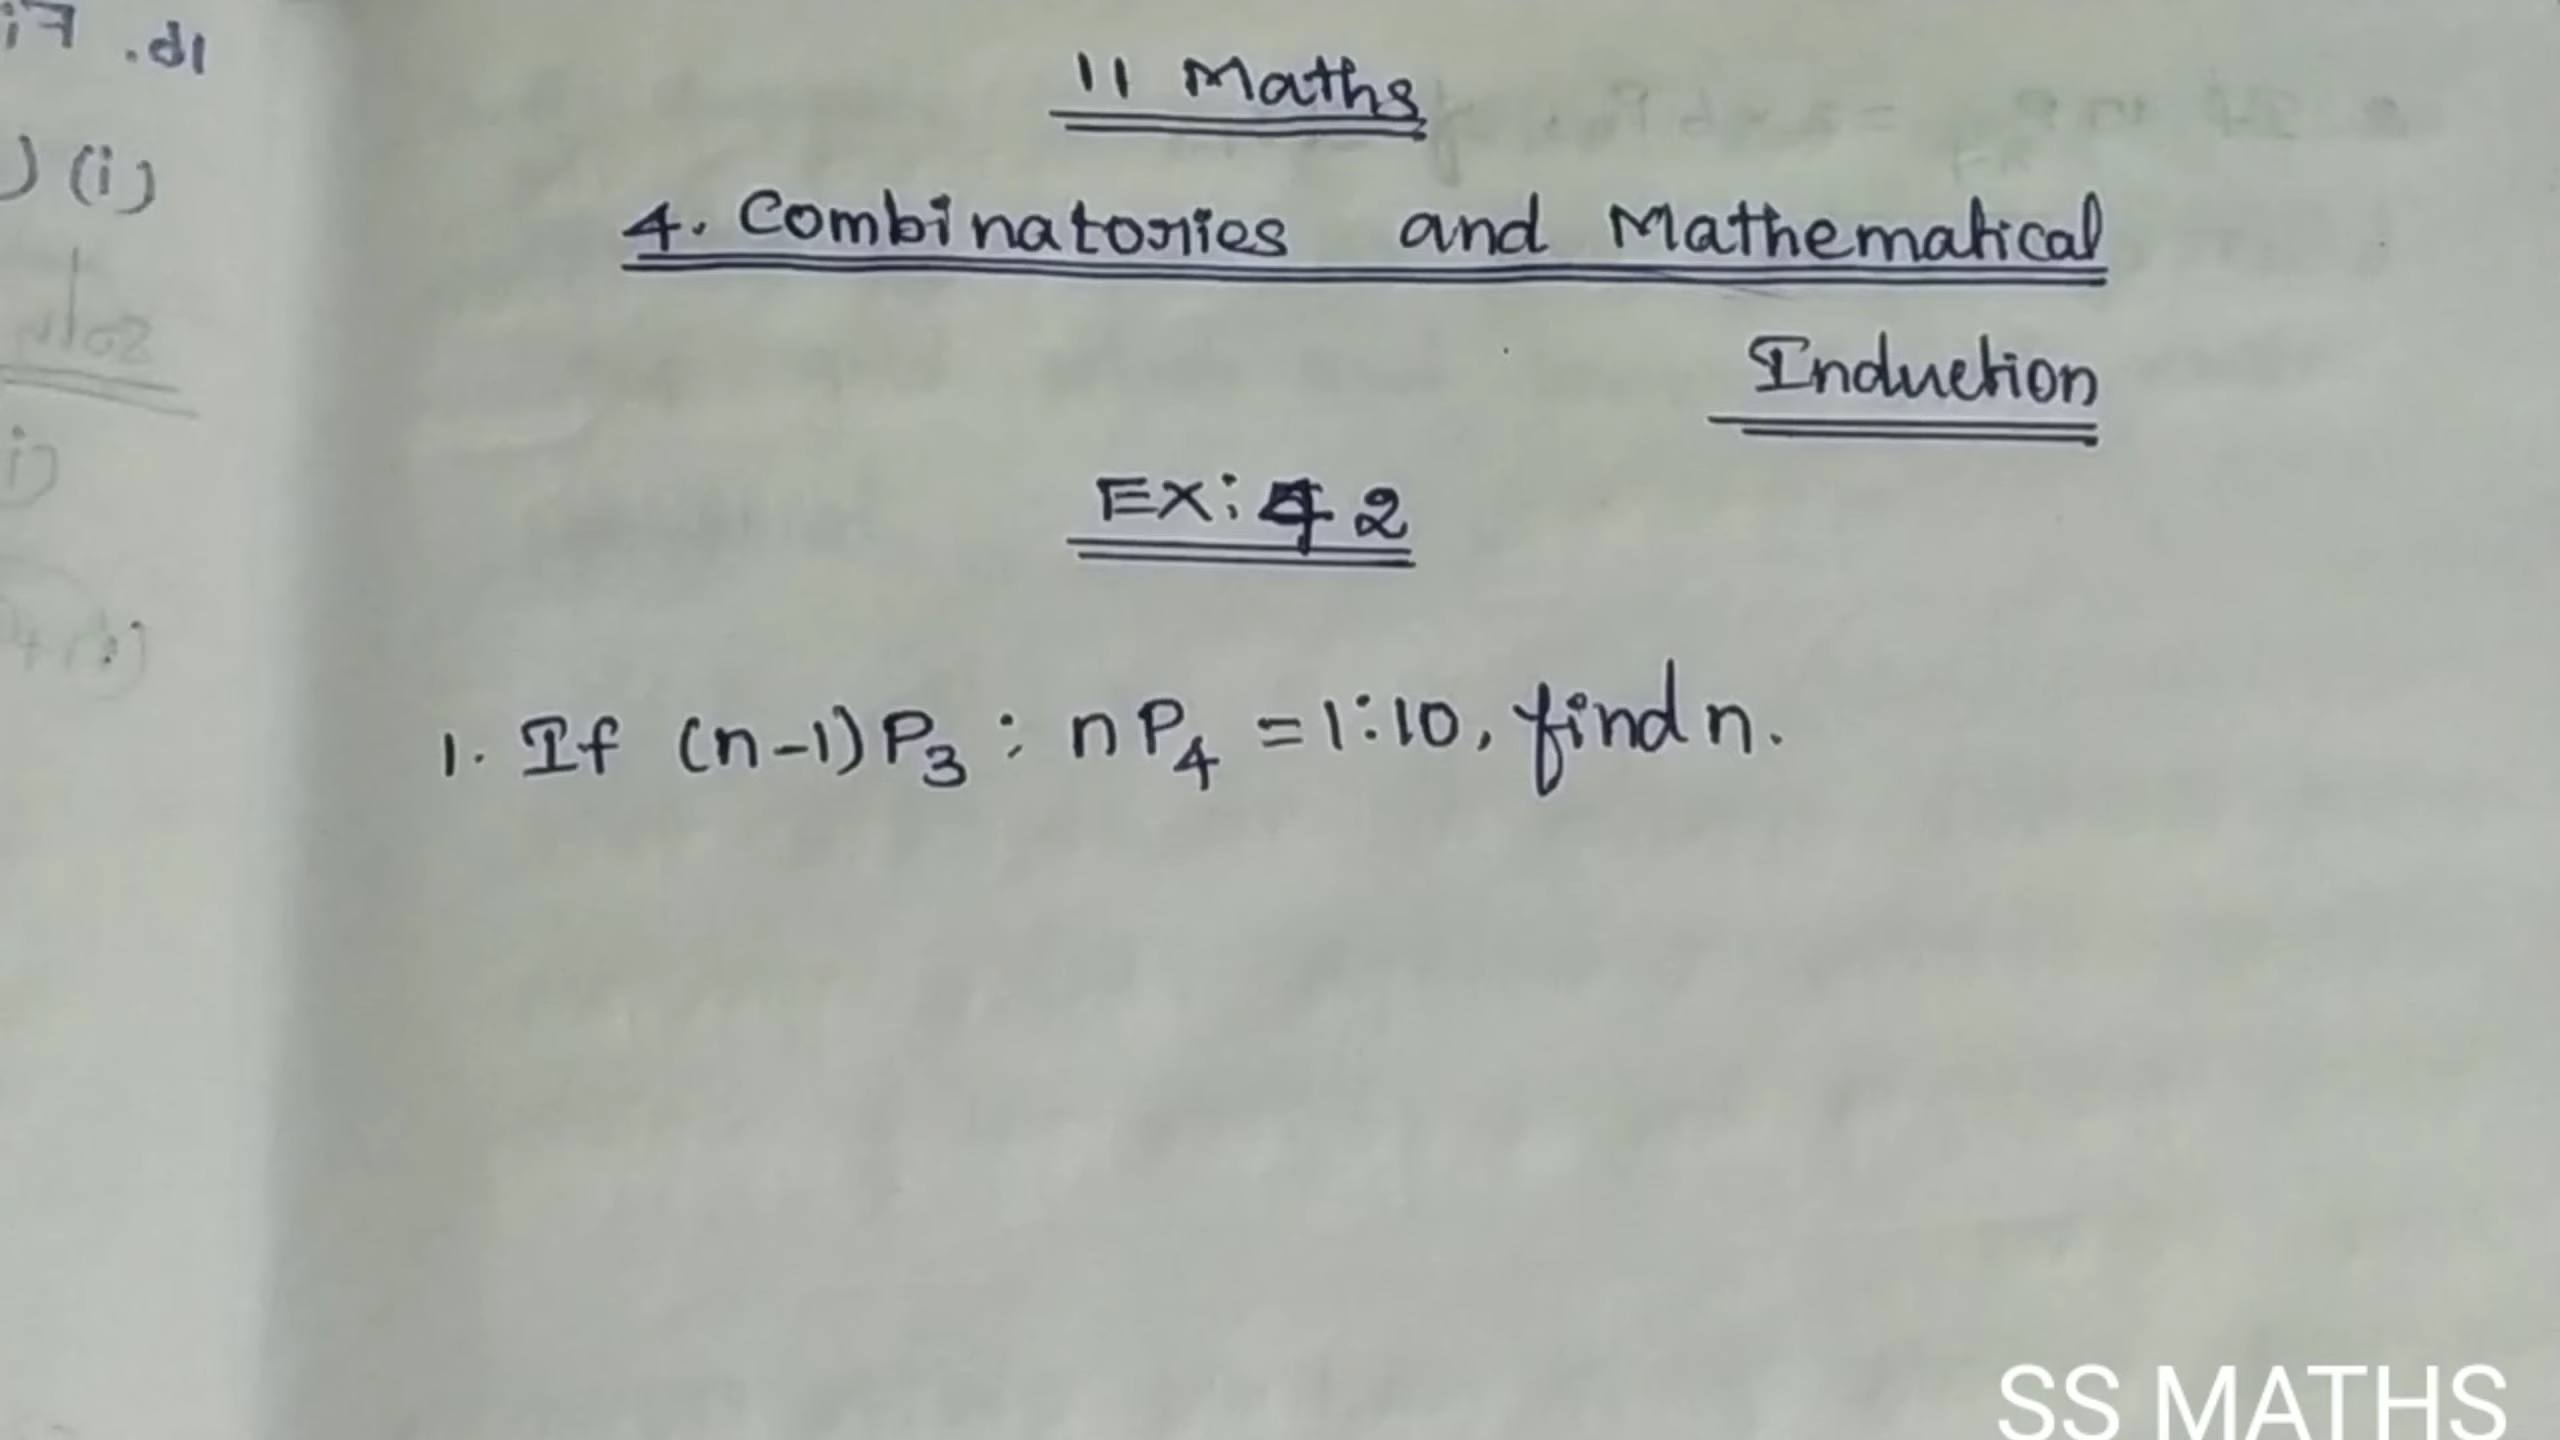 11 Maths
4. Combinatories and Mathematical
Induction
EX: 4 2
1. If (n-1)P₃ : nP₄ = 1:10, find n.
SS MATHS